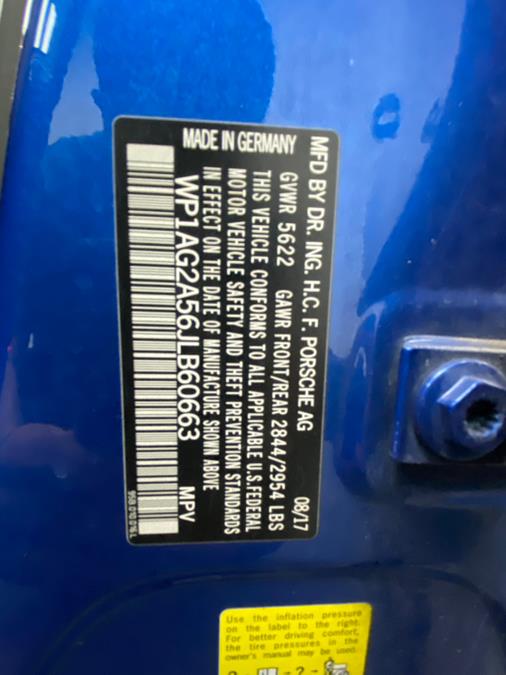 MFD BY DR. ING. H.C. F. PORSCHE AG
MADE IN GERMANY
08/17
GVWR 5622 GAWR FRONT/REAR 2844/2954 LBS
THIS VEHICLE CONFORMS TO ALL APPLICABLE U.S.FEDERAL
MOTOR VEHICLE SAFETY AND THEFT PREVENTION STANDARDS
IN EFFECT ON THE DATE OF MANUFACTURE SHOWN ABOVE
MPV
WP1AG2A56JLB60663
95B.010.016.L
Use the inflation pressure
on the label to the right.
For better driving comfort,
the tire pressures in the
owner's manual may be used.